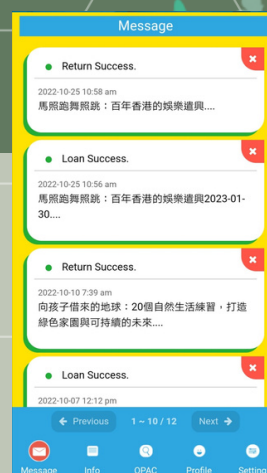 Message
Return Success.
2022-10-25 10:58 am
馬照跑舞照跳：百年香港的娛樂遣興....
Loan Success.
2022-10-25 10:56 am
馬照跑舞照跳：百年香港的娛樂遣興2023-01-
30....
Return Success.
2022-10-10 7:39 am
向孩子借來的地球：20個自然生活練習，打造
綠色家園與可持續的未來....
Loan Success.
2022-10-07 12:12 pm
Previous 1 ~ 10 / 12 Next
Message Info OPAC Profile Setting